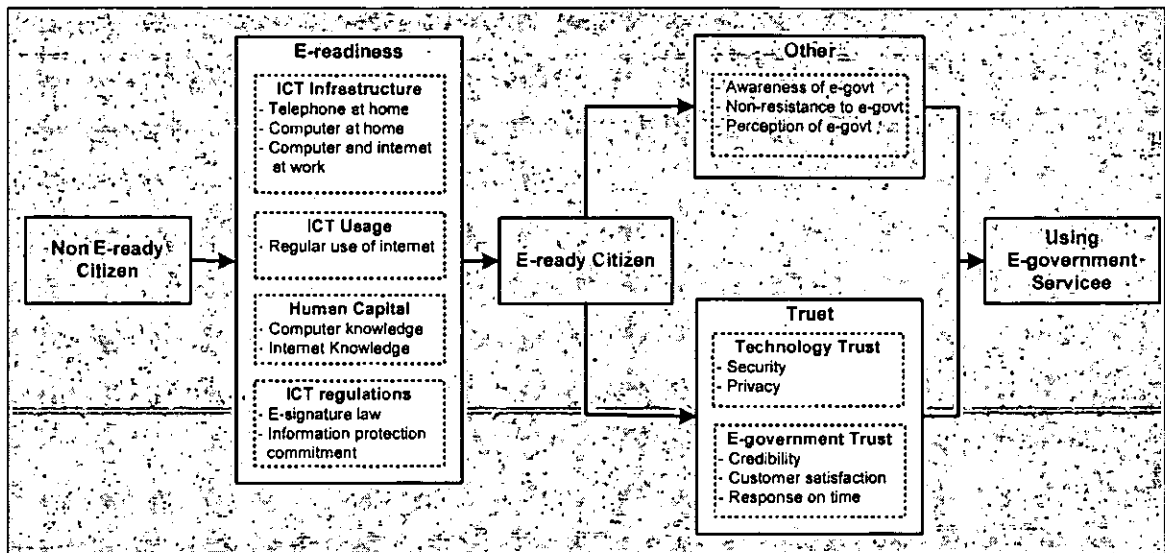 Non E-ready
Citizen
E-readiness
ICT Infrastructure
- Telephone at home
- Computer at home
- Computer and internet
at work
ICT Usage
- Regular use of internet
Human Capital
- Computer knowledge
- Internet Knowledge
ICT regulations
- E-signature law
- Information protection
commitment
E-ready Citizen
Other
- Awareness of e-govt
- Non-resistance to e-govt
- Perception of e-govt
Trust
Technology Trust
- Security
- Privacy
E-government Trust
- Credibility
- Customer satisfaction
- Response on time
Using
E-government
Services